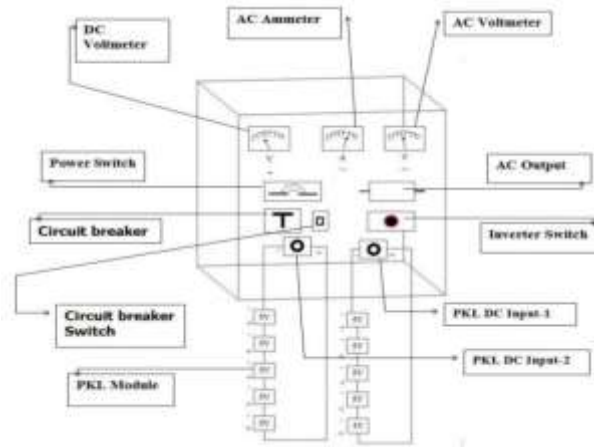 DC
Voltmeter
AC Ammeter
AC Voltmeter
Power Switch
AC Output
Circuit breaker
Inverter Switch
Circuit breaker
Switch
PKL DC Input-1
PKL DC Input-2
PKL Module